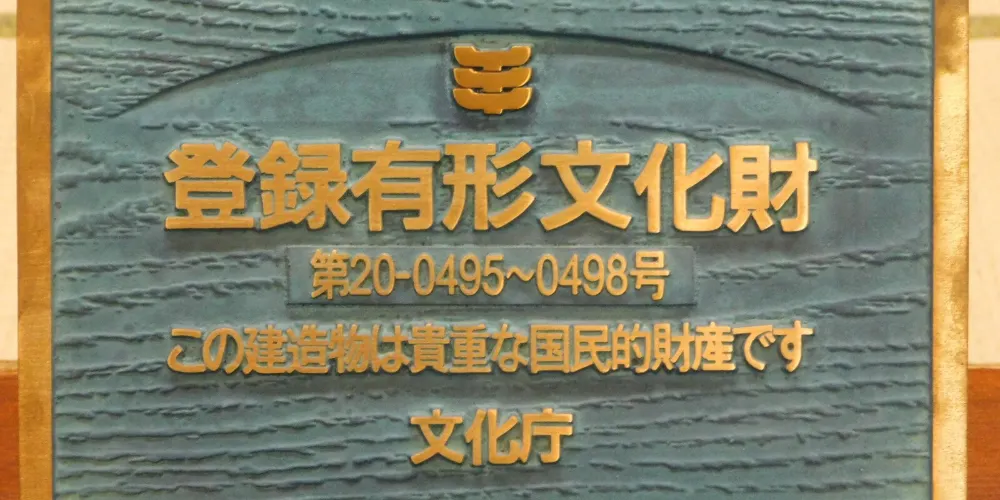 登録有形文化財
第20-0495~0498号
この建造物は貴重な国民的財産です
文化庁